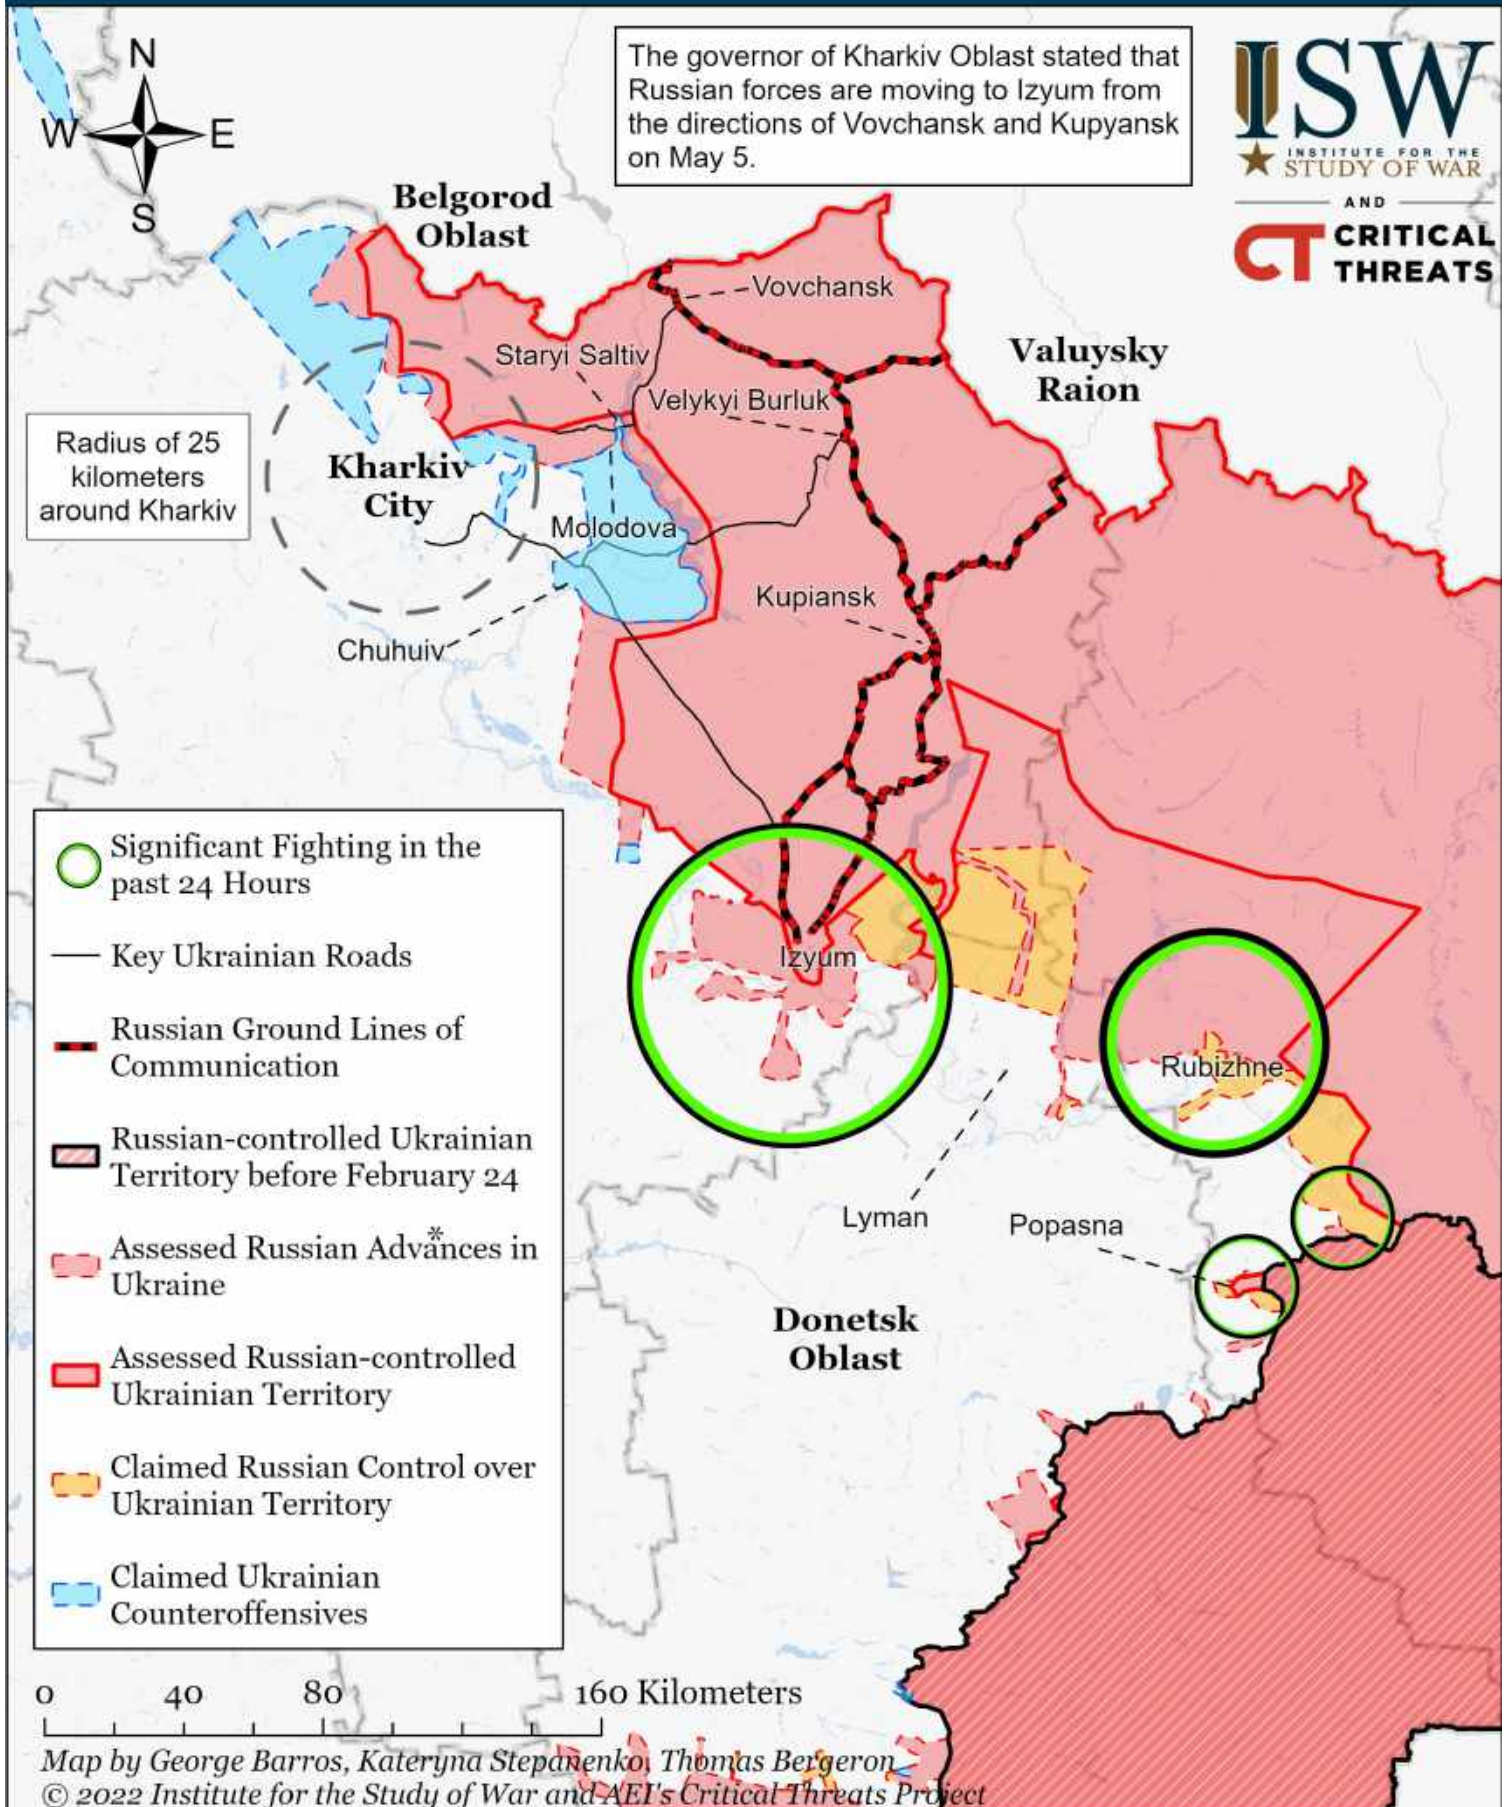 N
W E
S
The governor of Kharkiv Oblast stated that
Russian forces are moving to Izyum from
the directions of Vovchansk and Kupyansk
on May 5.
ISW
INSTITUTE FOR THE
STUDY OF WAR
AND
CT CRITICAL
THREATS
Belgorod
Oblast
Vovchansk
Staryi Saltiv
Valuysky
Raion
Velykyi Burluk
Radius of 25
kilometers
around Kharkiv
Kharkiv
City
Molodova
Kupiansk
Chuhuiv
Izyum
Rubizhne
Lyman
Popasna
Donetsk
Oblast
Significant Fighting in the
past 24 Hours
Key Ukrainian Roads
Russian Ground Lines of
Communication
Russian-controlled Ukrainian
Territory before February 24
Assessed Russian Advances* in
Ukraine
Assessed Russian-controlled
Ukrainian Territory
Claimed Russian Control over
Ukrainian Territory
Claimed Ukrainian
Counteroffensives
0 40 80 160 Kilometers
Map by George Barros, Kateryna Stepanenko, Thomas Bergeron
© 2022 Institute for the Study of War and AEI's Critical Threats Project